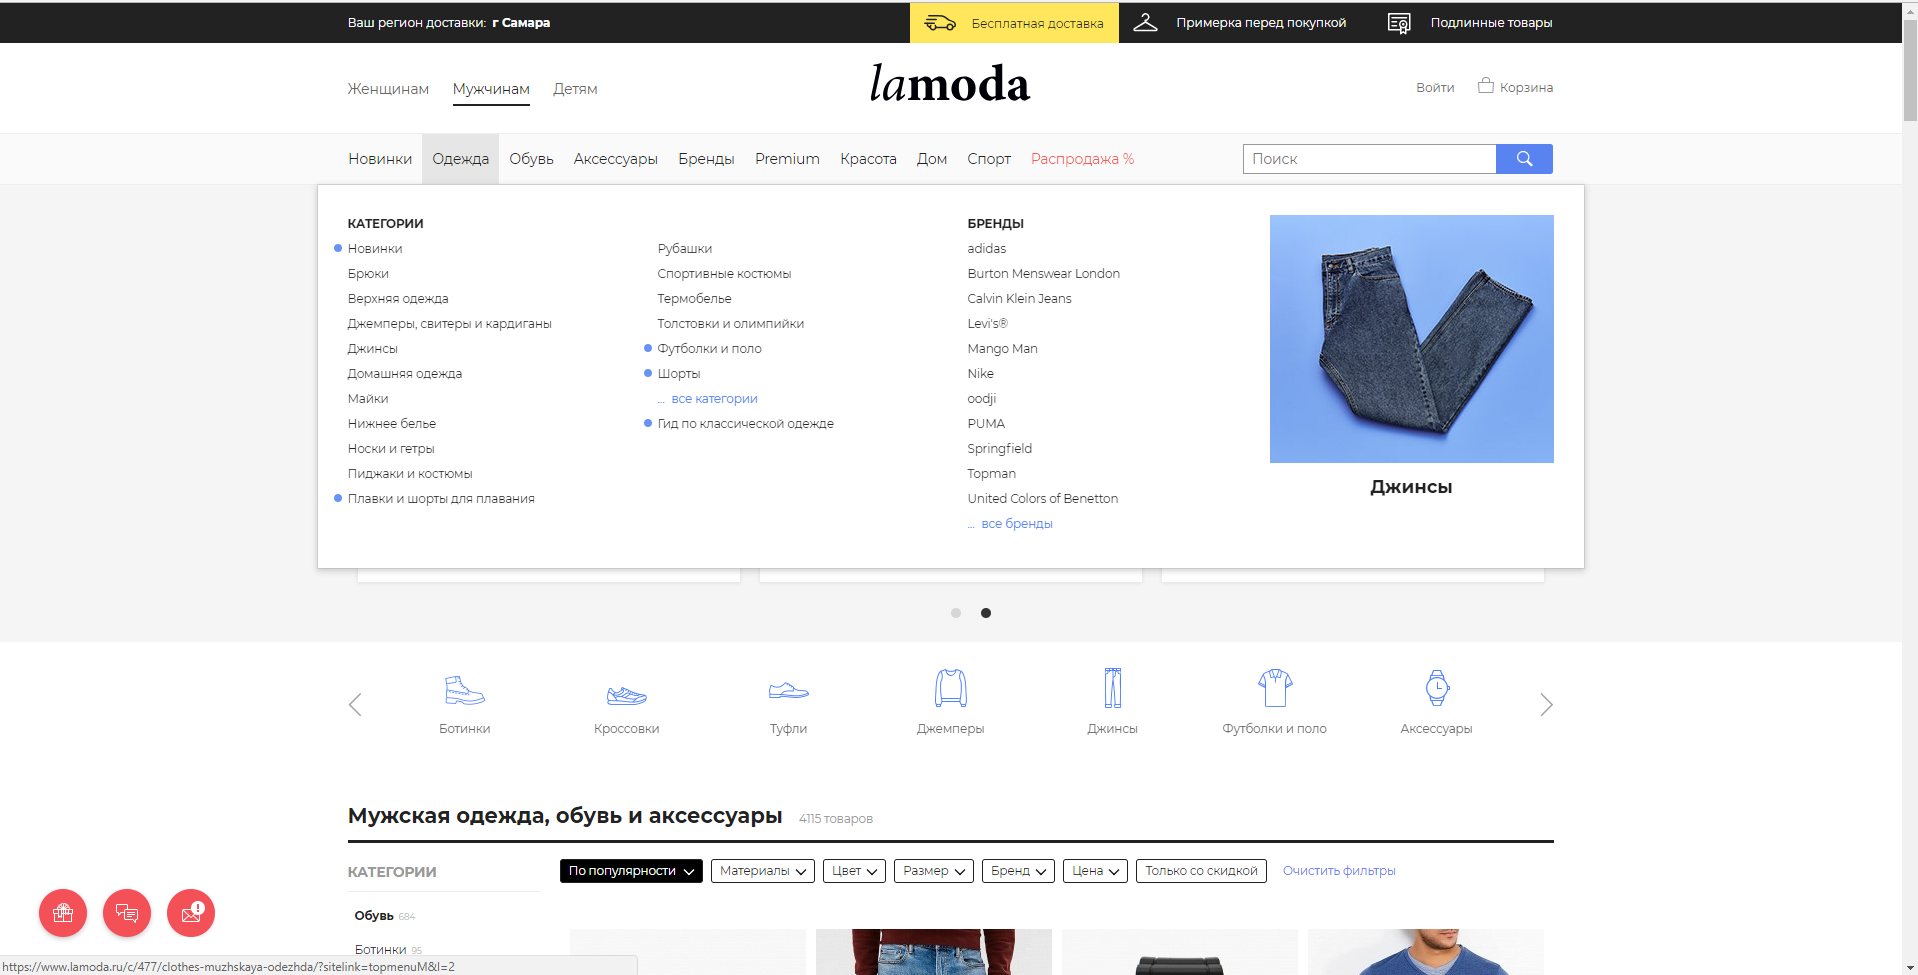 Ваш регион доставки: г Самара
Бесплатная доставка
Примерка перед покупкой
Подлинные товары
Женщинам Мужчинам Детям
lamoda
Войти
Корзина
Новинки Одежда Обувь Аксессуары Бренды Premium Красота Дом Спорт Распродажа %
Поиск
КАТЕГОРИИ
Новинки
Брюки
Верхняя одежда
Джемперы, свитеры и кардиганы
Джинсы
Домашняя одежда
Майки
Нижнее белье
Носки и гетры
Пиджаки и костюмы
Плавки и шорты для плавания
Рубашки
Спортивные костюмы
Термобелье
Толстовки и олимпийки
Футболки и поло
Шорты
... все категории
Гид по классической одежде
БРЕНДЫ
adidas
Burton Menswear London
Calvin Klein Jeans
Levi's®
Mango Man
Nike
oodji
PUMA
Springfield
Topman
United Colors of Benetton
... все бренды
Джинсы
Ботинки
Кроссовки
Туфли
Джемперы
Джинсы
Футболки и поло
Аксессуары
Мужская одежда, обувь и аксессуары 4115 товаров
КАТЕГОРИИ
По популярности
Материалы
Цвет
Размер
Бренд
Цена
Только со скидкой
Очистить фильтры
Обувь 684
Ботинки 95
https://www.lamoda.ru/c/477/clothes-muzhskaya-odezhda/?sitelink=topmenuM&l=2